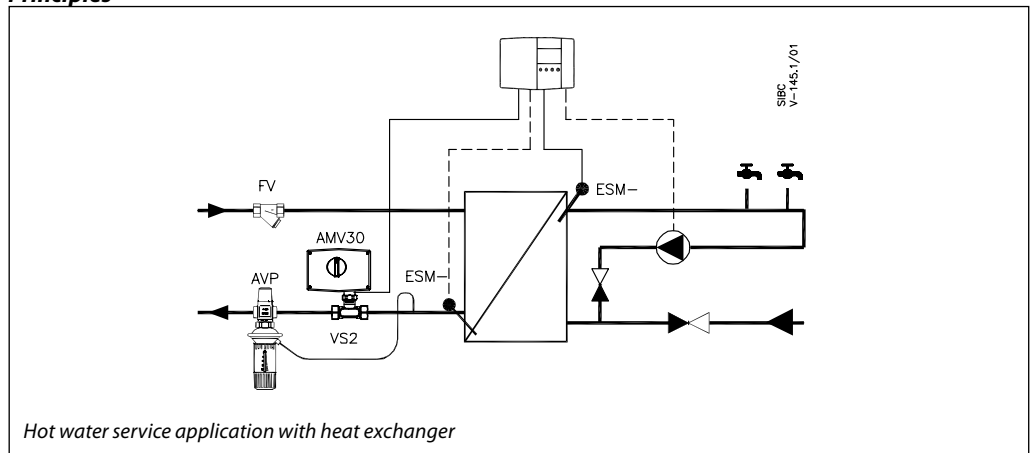 Principles
SIBC
V-145.1/01
FV
ESM-
AMV30
AVP
ESM-
VS2
Hot water service application with heat exchanger